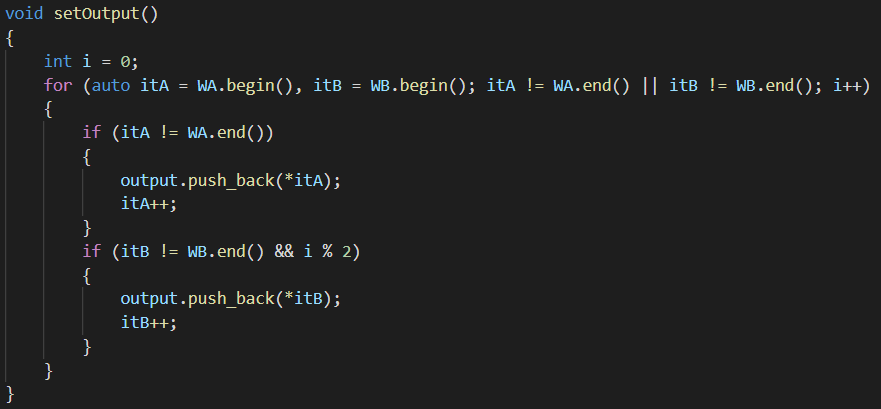 void setOutput()
{
    int i = 0;
    for (auto itA = WA.begin(), itB = WB.begin(); itA != WA.end() || itB != WB.end(); i++)
    {
        if (itA != WA.end())
        {
            output.push_back(*itA);
            itA++;
        }
        if (itB != WB.end() && i % 2)
        {
            output.push_back(*itB);
            itB++;
        }
    }
}